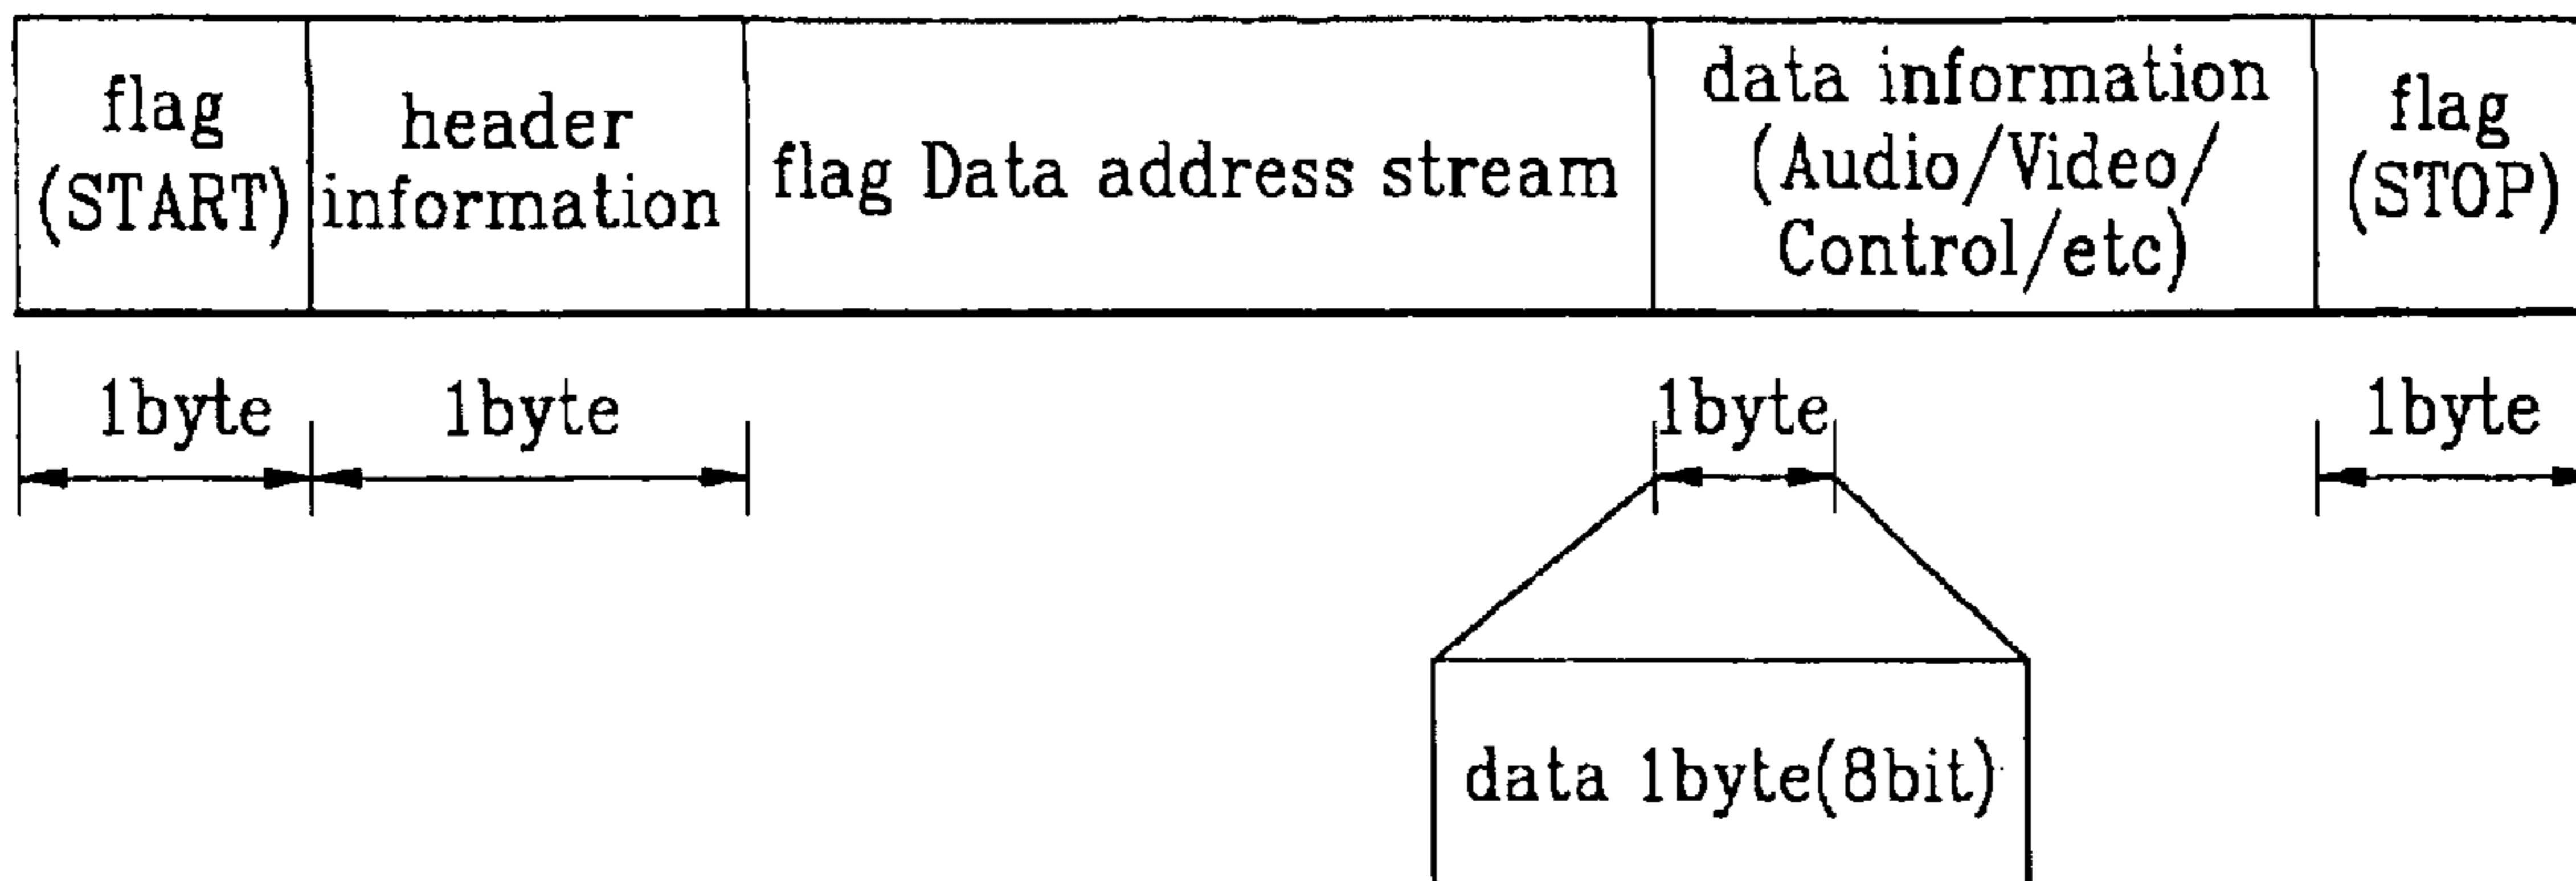 flag
(START)
header
information
flag Data address stream
data information
(Audio/Video/
Control/etc)
flag
(STOP)
1byte
1byte
1byte
1byte
data 1byte(8bit)